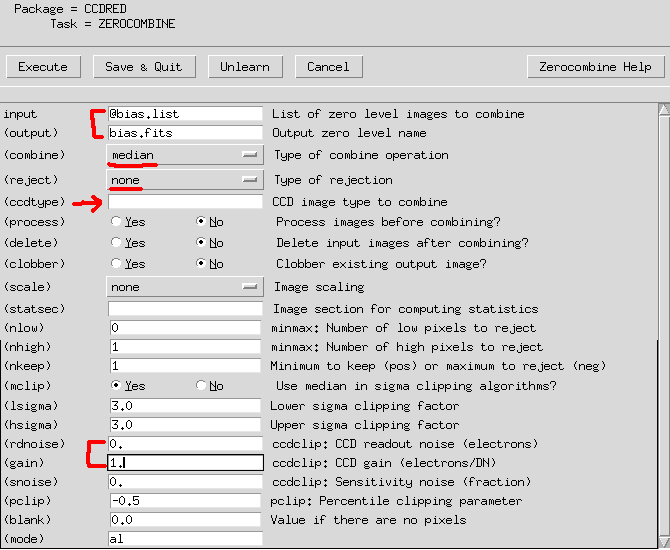 Package = CCDRED
Task = ZEROCOMBINE
Execute Save & Quit Unlearn Cancel Zerocombine Help
input @bias.list List of zero level images to combine
(output) bias.fits Output zero level name
(combine) median Type of combine operation
(reject) none Type of rejection
(ccdtype) CCD image type to combine
(process) Yes No Process images before combining?
(delete) Yes No Delete input images after combining?
(clobber) Yes No Clobber existing output image?
(scale) none Image scaling
(statsec) Image section for computing statistics
(nlow) 0 minmax: Number of low pixels to reject
(nhigh) 1 minmax: Number of high pixels to reject
(nkeep) 1 Minimum to keep (pos) or maximum to reject (neg)
(mclip) Yes No Use median in sigma clipping algorithms?
(lsigma) 3.0 Lower sigma clipping factor
(hsigma) 3.0 Upper sigma clipping factor
(rdnoise) 0. ccdclip: CCD readout noise (electrons)
(gain) 1. ccdclip: CCD gain (electrons/DN)
(snoise) 0. ccdclip: Sensitivity noise (fraction)
(pclip) -0.5 pclip: Percentile clipping parameter
(blank) 0.0 Value if there are no pixels
(mode) al